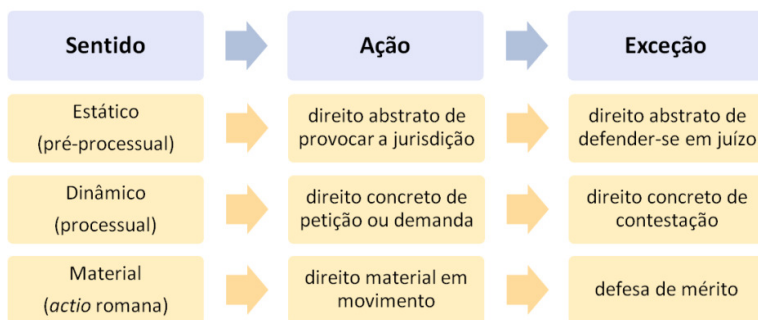 Sentido
Ação
Exceção
Estático
(pré-processual)
direito abstrato de
provocar a jurisdição
direito abstrato de
defender-se em juízo
Dinâmico
(processual)
direito concreto de
petição ou demanda
direito concreto de
contestação
Material
(actio romana)
direito material em
movimento
defesa de mérito